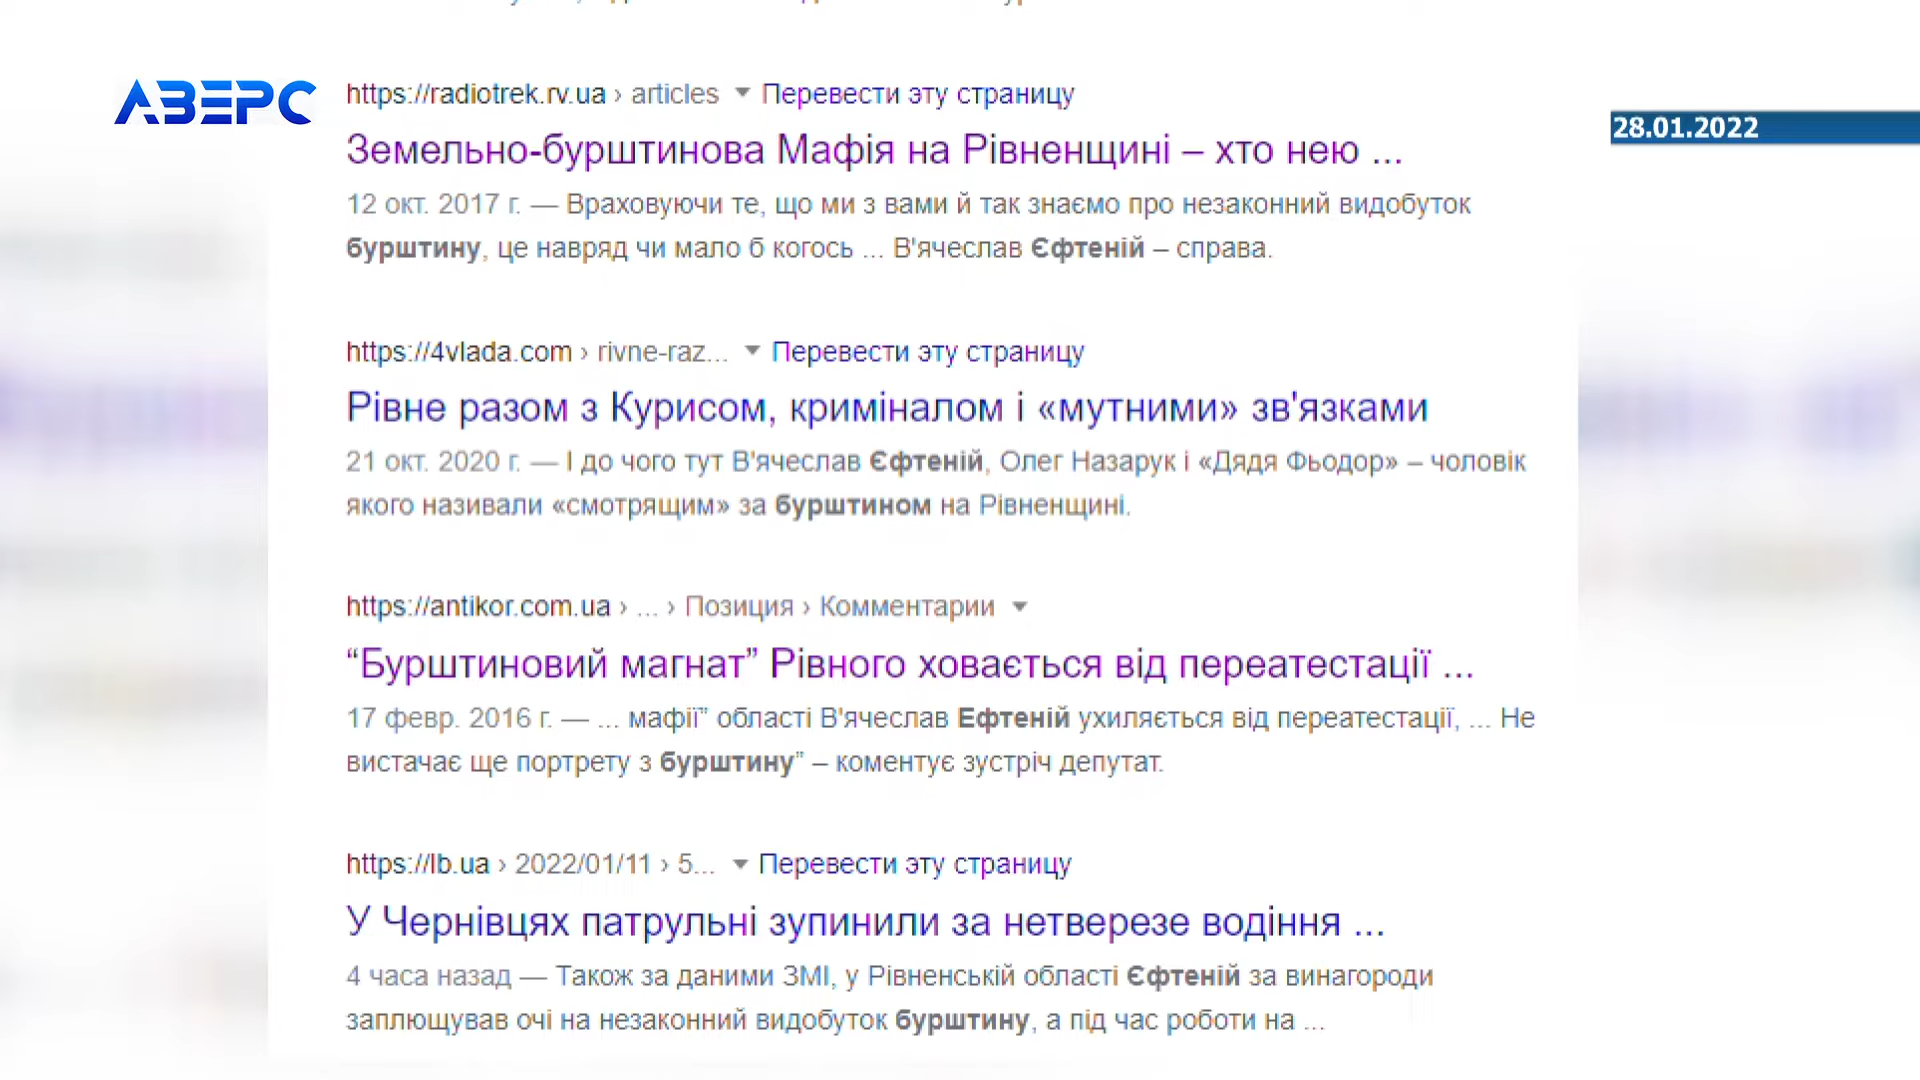 АВЕРС
28.01.2022
https://radiotrek.rv.ua › articles ▼ Перевести эту страницу
Земельно-бурштинова Мафія на Рівненщині – хто нею ...
12 окт. 2017 г. — Враховуючи те, що ми з вами й так знаємо про незаконний видобуток
бурштину, це навряд чи мало б когось ... В'ячеслав Єфтеній – справа.
https://4vlada.com › rivne-raz... ▼ Перевести эту страницу
Рівне разом з Курисом, криміналом і «мутними» зв'язками
21 окт. 2020 г. — І до чого тут В'ячеслав Єфтеній, Олег Назарук і «Дядя Фьодор» – чоловік
якого називали «смотрящим» за бурштином на Рівненщині.
https://antikor.com.ua › ... › Позиция › Комментарии ▼
“Бурштиновий магнат” Рівного ховається від переатестації ...
17 февр. 2016 г. — ... мафії” області В'ячеслав Ефтеній ухиляється від переатестації, ... Не
вистачає ще портрету з бурштину” – коментує зустріч депутат.
https://lb.ua › 2022/01/11 › 5... ▼ Перевести эту страницу
У Чернівцях патрульні зупинили за нетверезе водіння ...
4 часа назад — Також за даними ЗМІ, у Рівненській області Єфтеній за винагороди
заплющував очі на незаконний видобуток бурштину, а під час роботи на ...